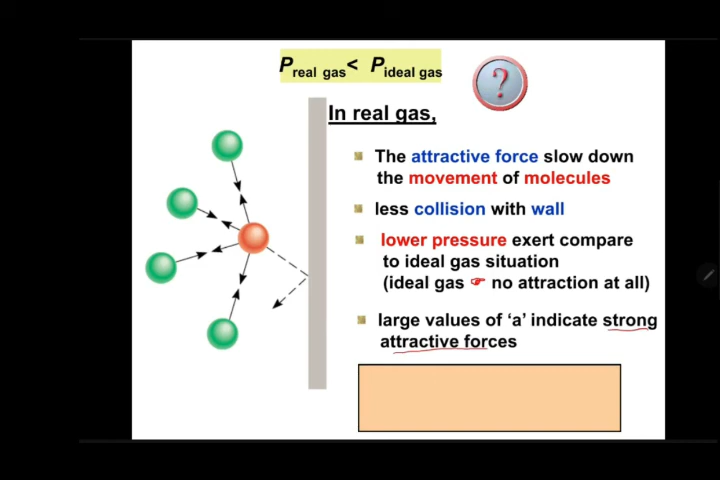 P real gas < P ideal gas
?
In real gas,
The attractive force slow down
the movement of molecules
less collision with wall
lower pressure exert compare
to ideal gas situation
(ideal gas ☞ no attraction at all)
large values of ‘a’ indicate strong
attractive forces